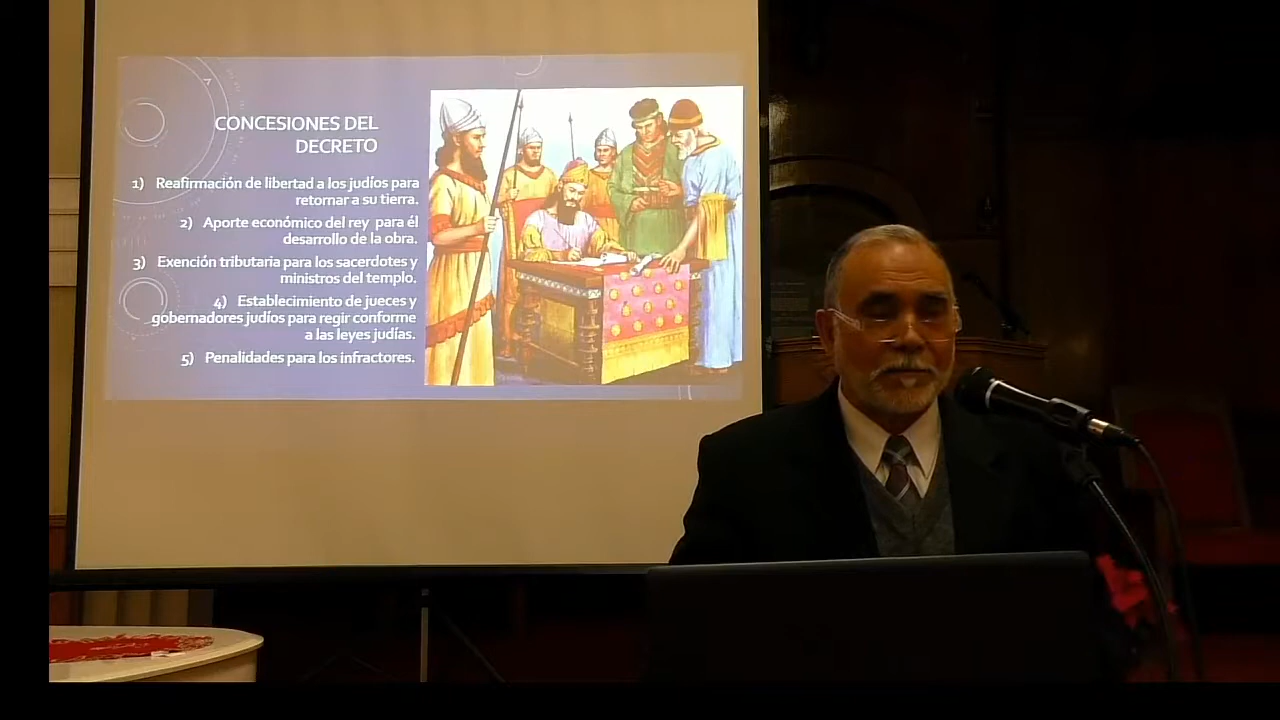 7
CONCESIONES DEL
DECRETO
1) Reafirmación de libertad a los judíos para
retornar a su tierra.
2) Aporte económico del rey para él
desarrollo de la obra.
3) Exención tributaria para los sacerdotes y
ministros del templo.
4) Establecimiento de jueces y
gobernadores judíos para regir conforme
a las leyes judías.
5) Penalidades para los infractores.